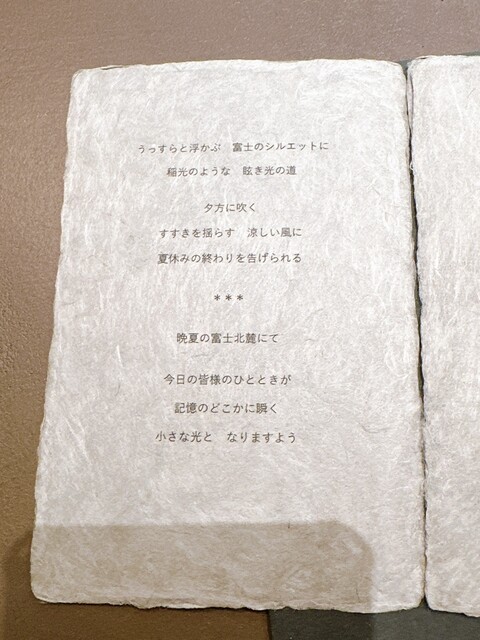 うっすらと浮かぶ　富士のシルエットに
稲光のような　眩き光の道
夕方に吹く
すすきを揺らす　涼しい風に
夏休みの終わりを告げられる
＊＊＊
晩夏の富士北麓にて
今日の皆様のひとときが
記憶のどこかに瞬く
小さな光と　なりますよう